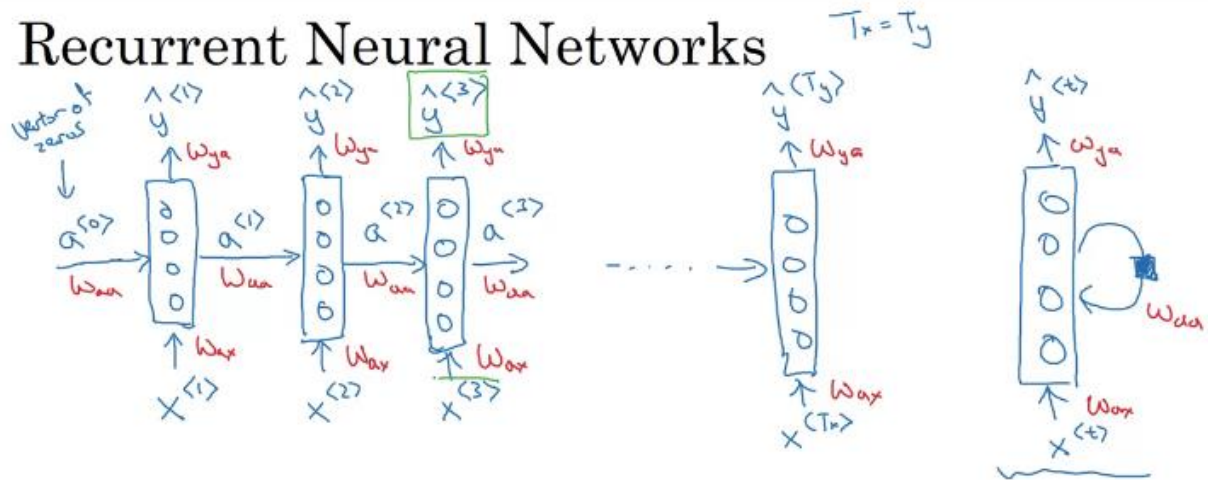 Recurrent Neural Networks
Tx = Ty
vector of zeros
ŷ<1> ŷ<2> ŷ<3> ŷ<Ty> ŷ<t>
Wya Wya Wya Wya Wya
a<0> a<1> a<2> a<3> .....
Waa Waa Waa Waa Waa
Wax Wax Wax Wax Wax
x<1> x<2> x<3> x<Tx> x<t>